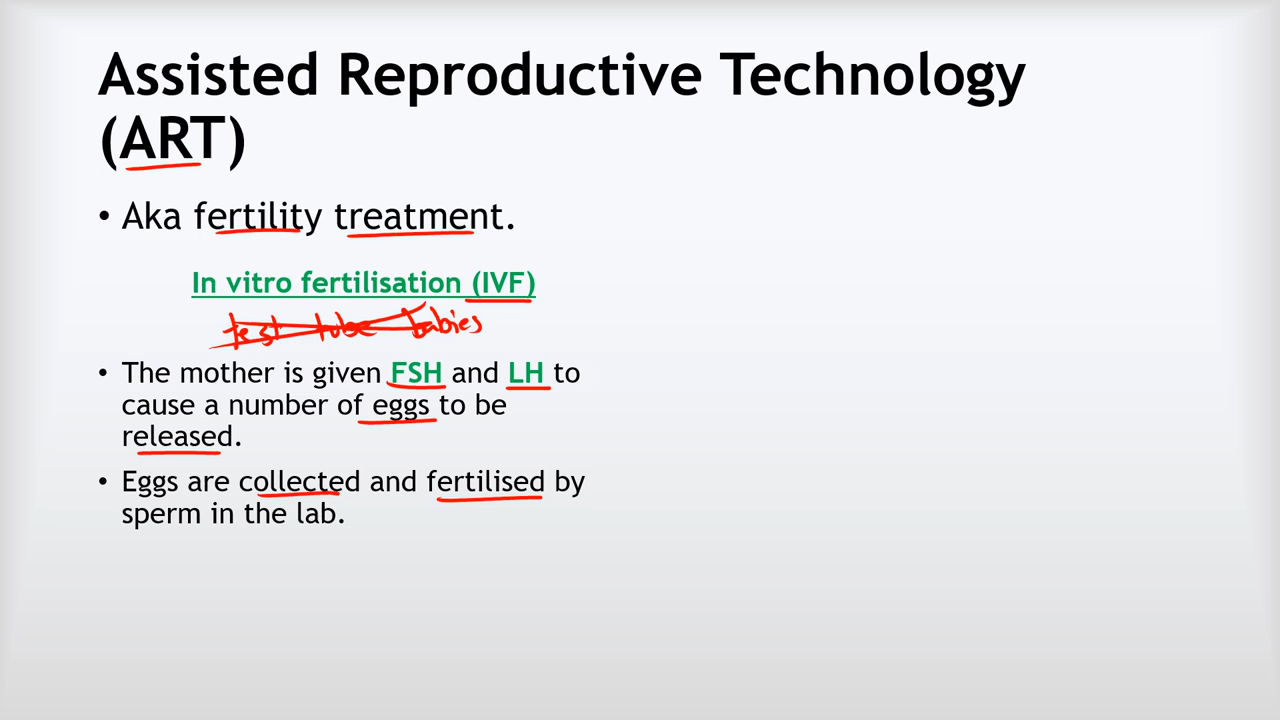 Assisted Reproductive Technology
(ART)
• Aka fertility treatment.
In vitro fertilisation (IVF)
test tube babies
• The mother is given FSH and LH to
cause a number of eggs to be
released.
• Eggs are collected and fertilised by
sperm in the lab.